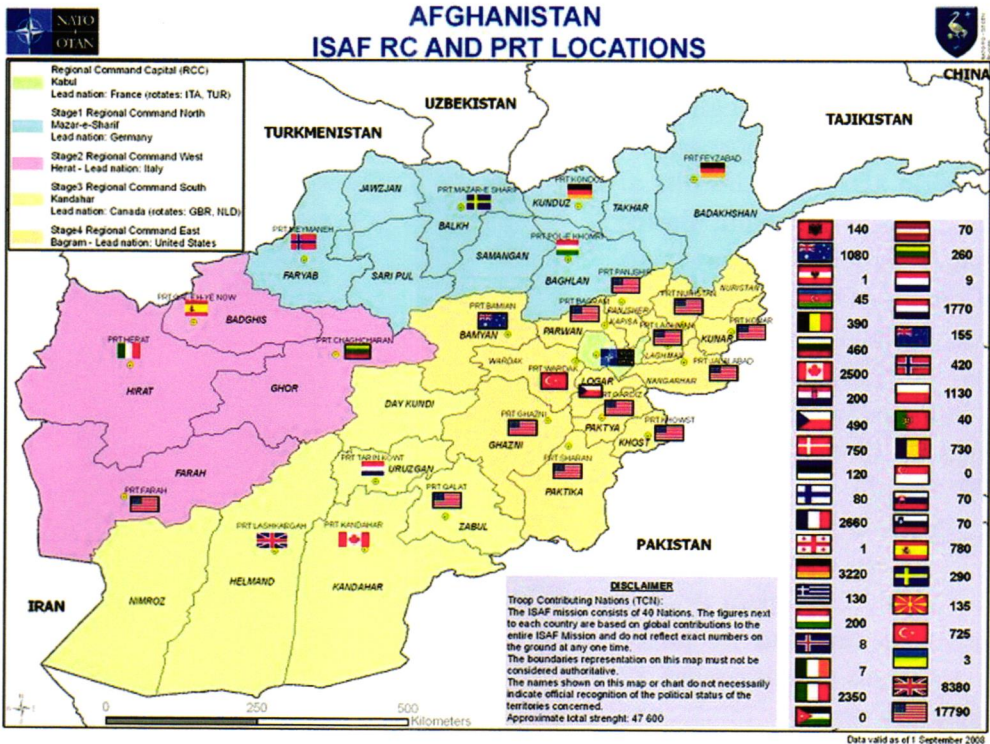 NATO
OTAN
AFGHANISTAN
ISAF RC AND PRT LOCATIONS
Regional Command Capital (RCC)
Kabul
Lead nation: France (rotates: ITA, TUR)
Stage1 Regional Command North
Mazar-e-Sharif
Lead nation: Germany
Stage2 Regional Command West
Herat - Lead nation: Italy
Stage3 Regional Command South
Kandahar
Lead nation: Canada (rotates: GBR, NLD)
Stage4 Regional Command East
Bagram - Lead nation: United States
CHINA
UZBEKISTAN
TURKMENISTAN
TAJIKISTAN
PRT FEYZABAD
JAWZJAN
PRT MAZAR-E SHARIF
PRT KONDUZ
KUNDUZ
TAKHAR
BALKH
BADAKHSHAN
PRT MEYMANEH
PRT POL-E KHOMRI
SAMANGAN
FARYAB
SARI PUL
BAGHLAN
PRT PANJSHIR
NURISTAN
PRT QALEH-YE NOW
PRT BAMIAN
PRT BAGRAM
PRT NURISTAN
BADGHIS
PANJSHER
KAPISA
PRT LAGHMAN
PRT KONAR
BAMYAN
PARWAN
KUNAR
PRT HERAT
PRT CHAGHCHARAN
LAGHMAN
WARDAK
PRT JALALABAD
PRT WARDAK
LOGAR
NANGARHAR
HIRAT
GHOR
DAY KUNDI
PRT GARDIZ
PRT GHAZNI
PAKTYA
PRT KHOWST
GHAZNI
KHOST
PRT TARIN KOWT
URUZGAN
PRT SHARAN
FARAH
PRT FARAH
PRT QALAT
PAKTIKA
PRT LASHKARGAH
PRT KANDAHAR
ZABUL
PAKISTAN
HELMAND
KANDAHAR
NIMROZ
IRAN
140
1080
1
45
390
460
2500
200
490
750
120
80
2660
1
3220
130
200
8
7
2350
0
70
260
9
1770
155
420
1130
40
730
0
70
70
780
290
135
725
3
8380
17790
DISCLAIMER
Troop Contributing Nations (TCN):
The ISAF mission consists of 40 Nations. The figures next
to each country are based on global contributions to the
entire ISAF Mission and do not reflect exact numbers on
the ground at any one time.
The boundaries representation on this map must not be
considered authoritative.
The names shown on this map or chart do not necessarily
indicate official recognition of the political status of the
territories concerned.
Approximate total strenght: 47 600
0
250
500
Kilometers
Data valid as of 1 September 2008